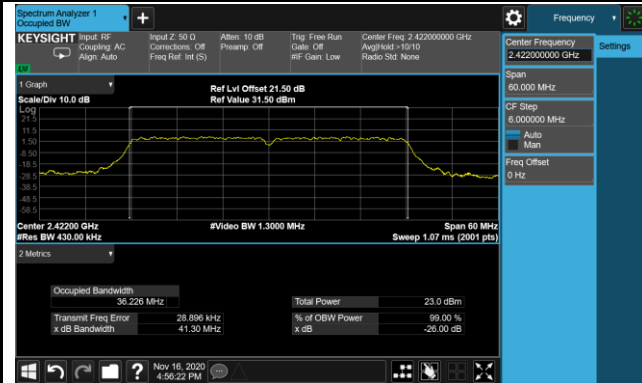 Spectrum Analyzer 1
Occupied BW
Frequency
KEYSIGHT
Input: RF
Coupling: AC
Align: Auto
Input Z: 50 Ω
Corrections: Off
Freq Ref: Int (S)
Atten: 10 dB
Preamp: Off
Trig: Free Run
Gate: Off
#IF Gain: Low
Center Freq: 2.422000000 GHz
Avg|Hold:>10/10
Radio Std: None
Center Frequency
2.422000000 GHz
Settings
Span
60.000 MHz
CF Step
6.000000 MHz
Auto
Man
Freq Offset
0 Hz
1 Graph
Scale/Div 10.0 dB
Ref Lvl Offset 21.50 dB
Ref Value 31.50 dBm
Log
21.5
11.5
1.50
-8.50
-18.5
-28.5
-38.5
-48.5
-58.5
Center 2.42200 GHz
#Res BW 430.00 kHz
#Video BW 1.3000 MHz
Span 60 MHz
Sweep 1.07 ms (2001 pts)
2 Metrics
Occupied Bandwidth
36.226 MHz
Total Power 23.0 dBm
Transmit Freq Error 28.896 kHz
% of OBW Power 99.00 %
x dB Bandwidth 41.30 MHz
x dB -26.00 dB
Nov 16, 2020
4:56:22 PM